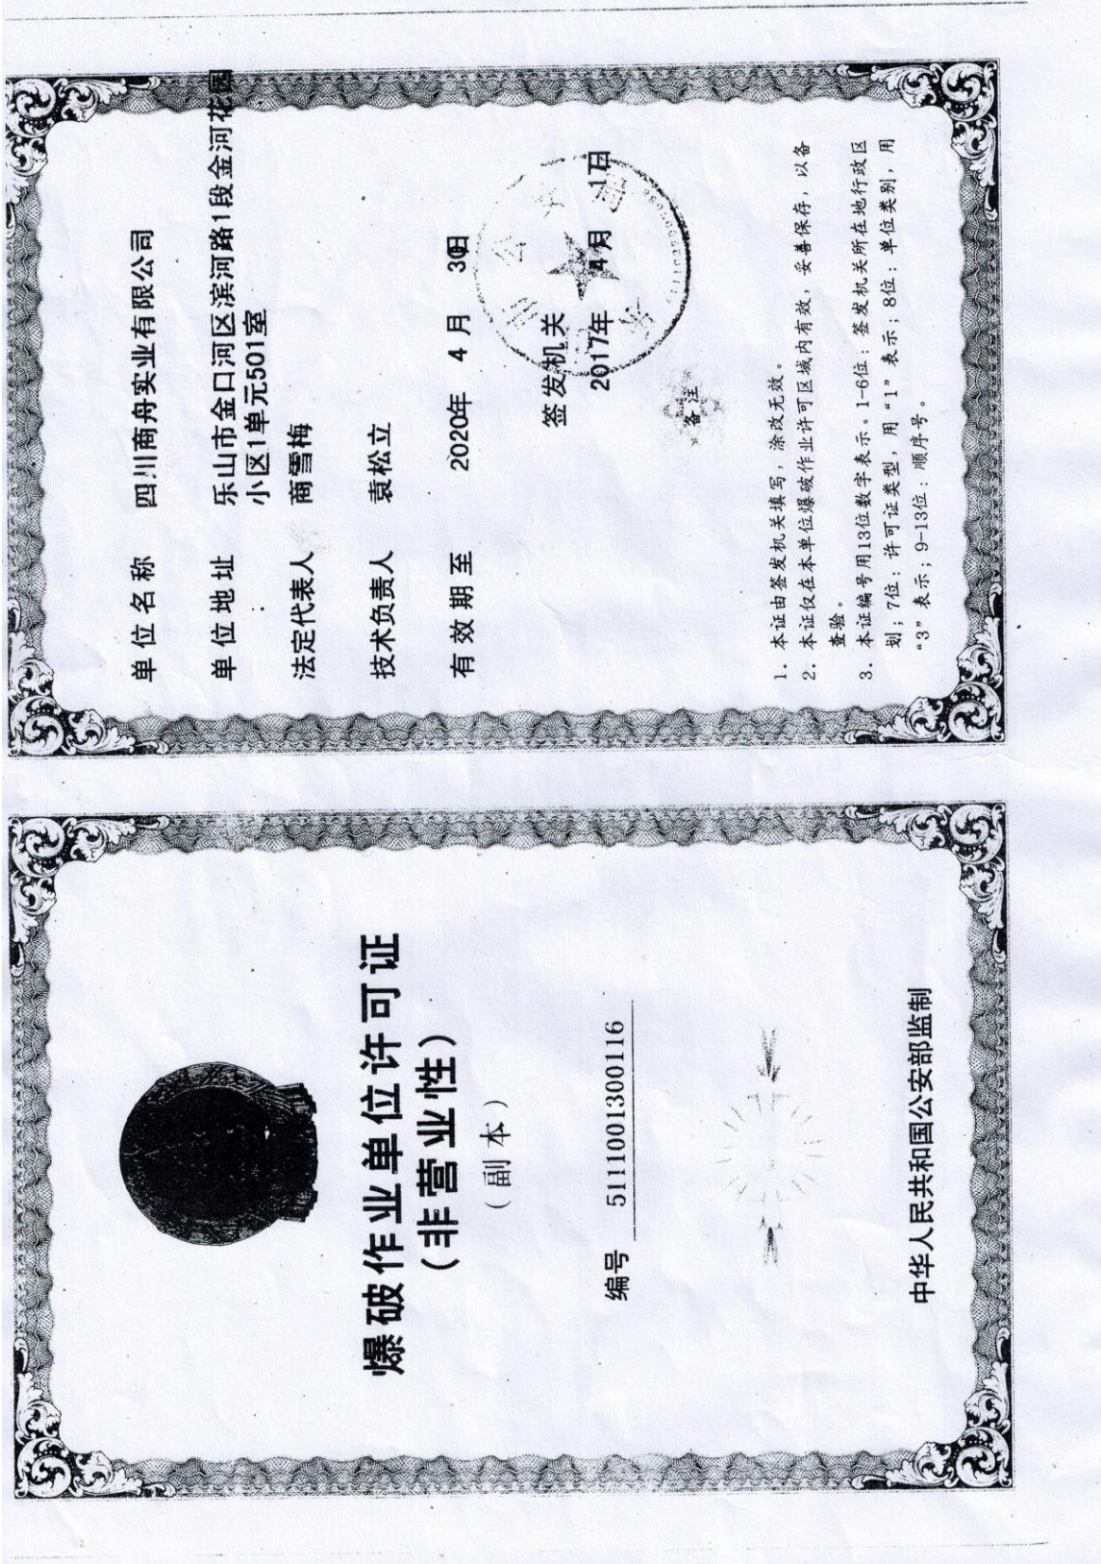 爆破作业单位许可证
（非营业性）
（副本）
编号 5111001300116
中华人民共和国公安部监制
单位名称 四川商舟实业有限公司
单位地址 乐山市金口河区滨河路1段金河花园
小区1单元501室
：
法定代表人 商雪梅
技术负责人 袁松立
有效期至 2020年 4月 30日
签发机关
2017年 4月 1日
备注
1. 本证由签发机关填写，涂改无效。
2. 本证仅在本单位爆破作业许可区域内有效，妥善保存，以备
查验。
3. 本证编号用13位数字表示。1-6位：签发机关所在地行政区
划；7位：许可证类型，用“1”表示；8位：单位类别，用
“3”表示；9-13位：顺序号。